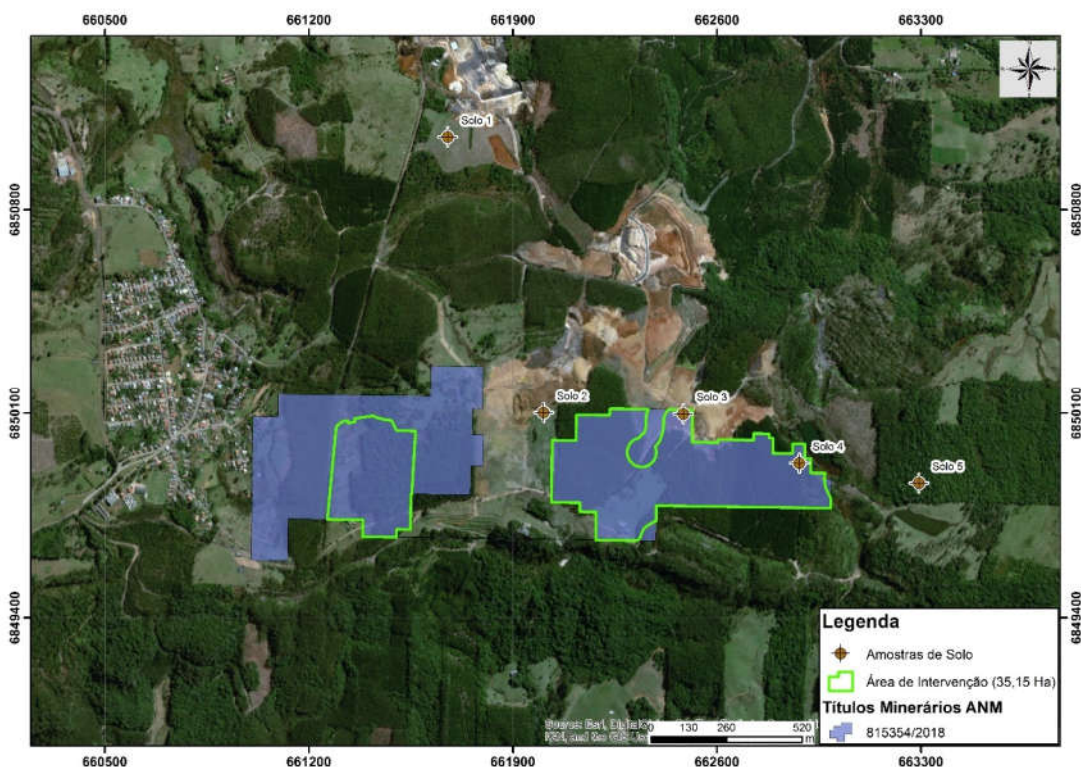 660500 661200 661900 662600 663300
Solo 1
6850800 6850800
Solo 2
Solo 3
6850100 6850100
Solo 4
Solo 5
6849400 6849400
Legenda
Amostras de Solo
Área de Intervenção (35,15 Ha)
Títulos Minerários ANM
815354/2018
0 130 260 520
m
660500 661200 661900 662600 663300